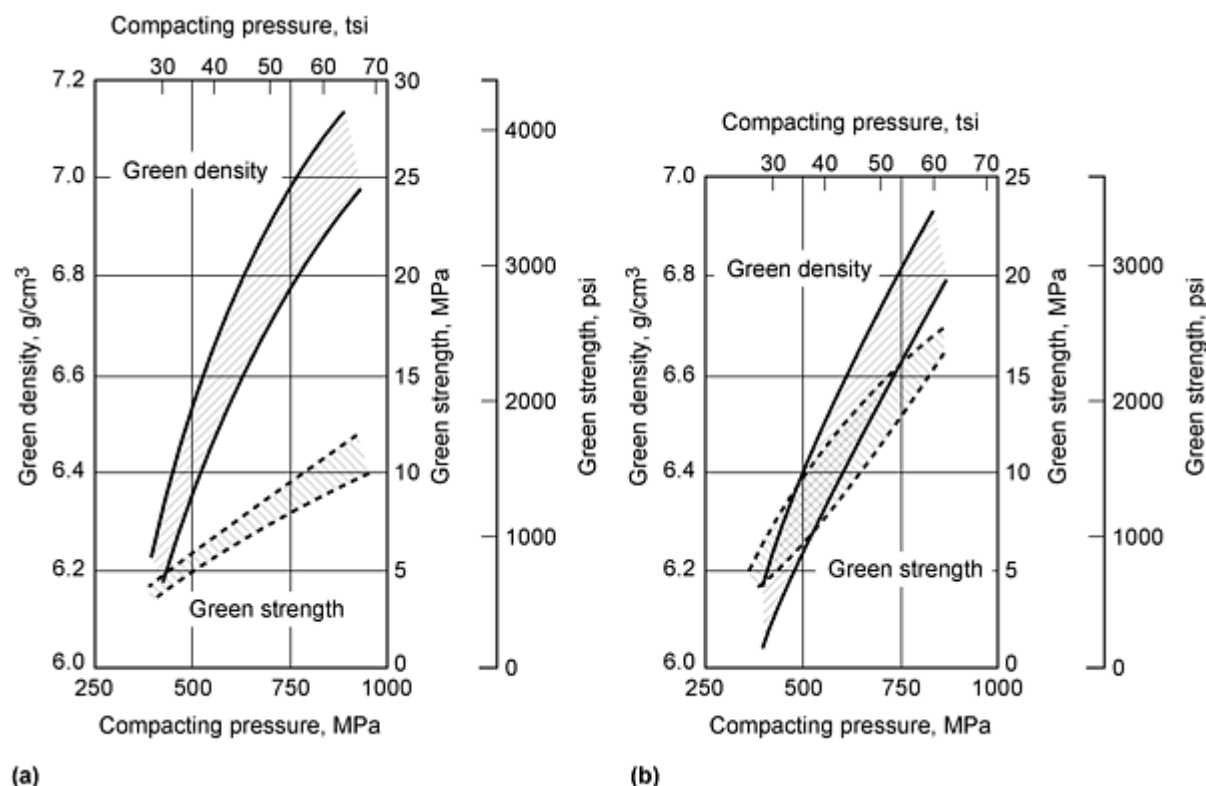 Compacting pressure, tsi
30 40 50 60 70
7.2
7.0
6.8
6.6
6.4
6.2
6.0
Green density, g/cm³
Green density
Green strength
30
25
20
15
10
5
0
Green strength, MPa
4000
3000
2000
1000
0
Green strength, psi
250 500 750 1000
Compacting pressure, MPa
(a)
Compacting pressure, tsi
30 40 50 60 70
7.0
6.8
6.6
6.4
6.2
6.0
Green density, g/cm³
Green density
Green strength
25
20
15
10
5
0
Green strength, MPa
3000
2000
1000
0
Green strength, psi
250 500 750 1000
Compacting pressure, MPa
(b)